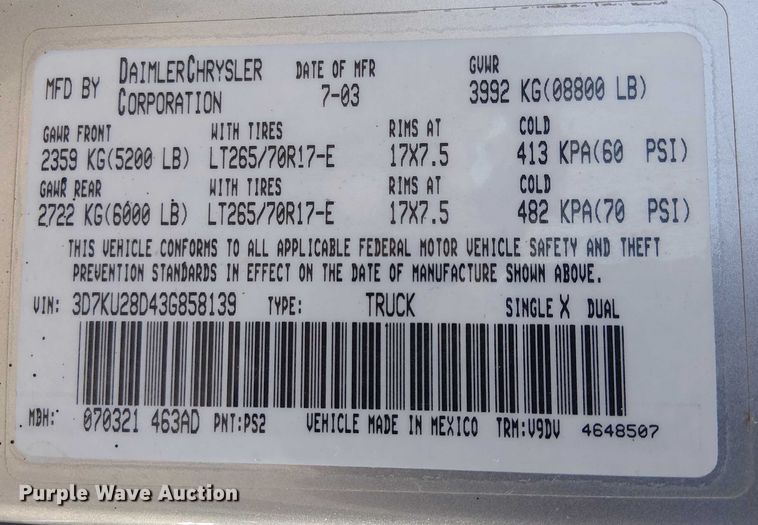 MFD BY DAIMLERCHRYSLER CORPORATION
DATE OF MFR 7-03
GVWR 3992 KG(08800 LB)
GAWR FRONT WITH TIRES RIMS AT COLD
2359 KG(5200 LB) LT265/70R17-E 17X7.5 413 KPA(60 PSI)
GAWR REAR WITH TIRES RIMS AT COLD
2722 KG(6000 LB) LT265/70R17-E 17X7.5 482 KPA(70 PSI)
THIS VEHICLE CONFORMS TO ALL APPLICABLE FEDERAL MOTOR VEHICLE SAFETY AND THEFT
PREVENTION STANDARDS IN EFFECT ON THE DATE OF MANUFACTURE SHOWN ABOVE.
VIN: 3D7KU28D43G858139 TYPE: TRUCK SINGLE X DUAL
MBH: 070321 463AD PNT:PS2 VEHICLE MADE IN MEXICO TRM:V9DV 4648507
Purple Wave Auction